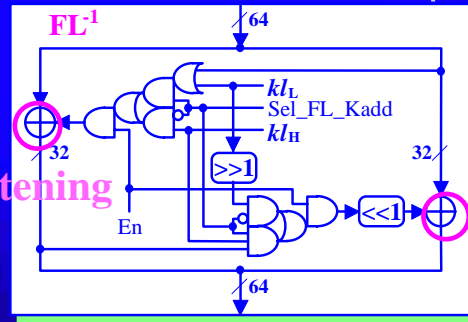 FL-1
64
klL
Sel_FL_Kadd
klH
32
>>1
32
tening
En
<<1
64